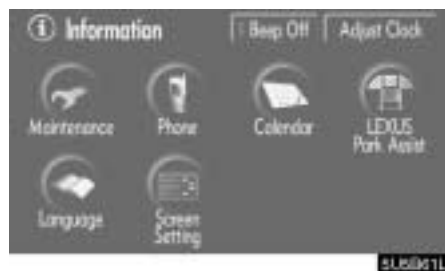 i Information
Beep Off
Adjust Clock
Maintenance
Phone
Calendar
LEXUS
Park Assist
Language
Screen
Setting